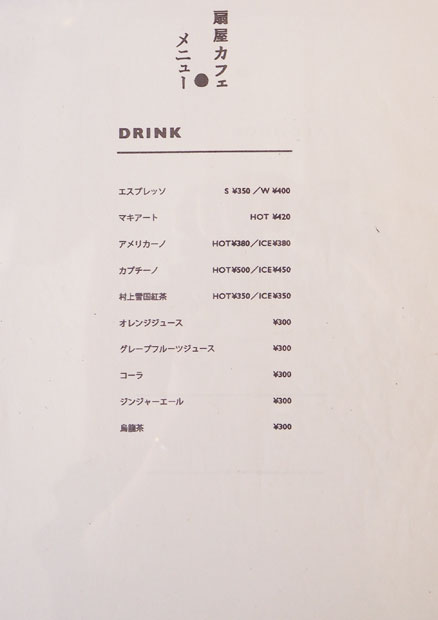 扇屋カフェ
メニュー
DRINK
エスプレッソ S ¥350／W ¥400
マキアート HOT ¥420
アメリカーノ HOT¥380／ICE¥380
カプチーノ HOT¥500／ICE¥450
村上雪国紅茶 HOT¥350／ICE¥350
オレンジジュース ¥300
グレープフルーツジュース ¥300
コーラ ¥300
ジンジャーエール ¥300
烏龍茶 ¥300